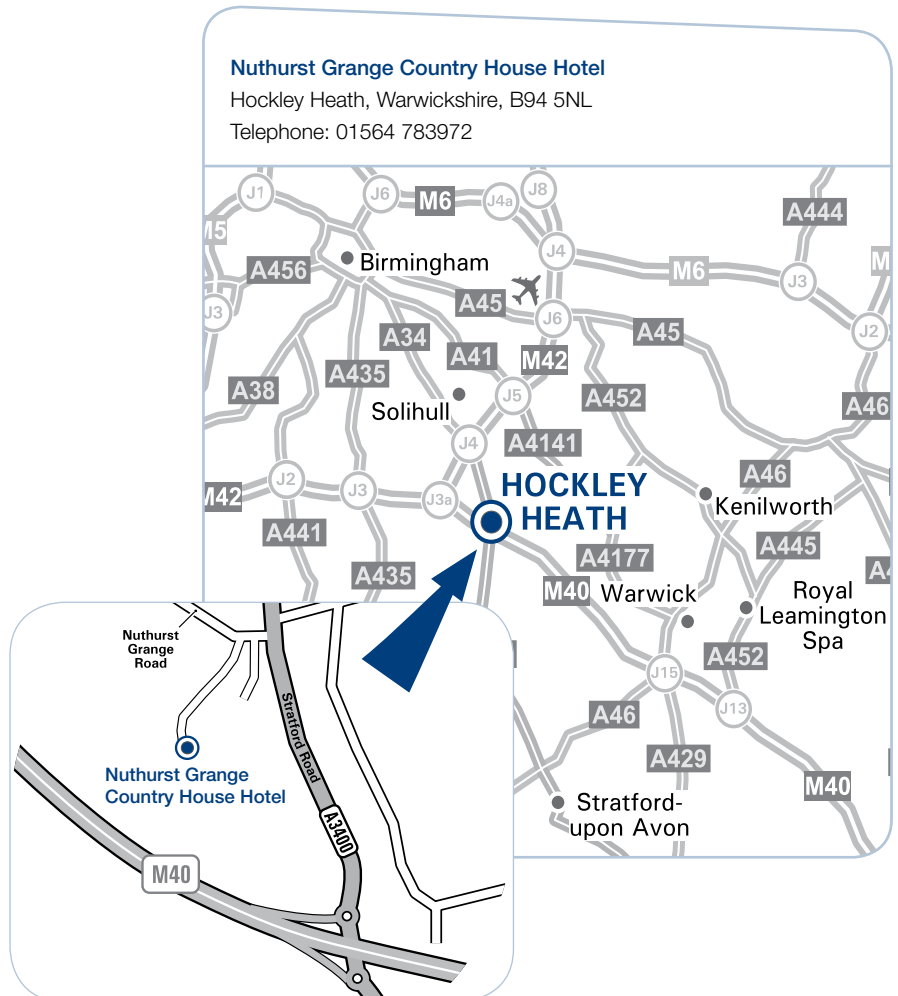 Nuthurst Grange Country House Hotel
Hockley Heath, Warwickshire, B94 5NL
Telephone: 01564 783972
J1
J6
M6
J4a
J8
A444
M5
J4
A456
Birmingham
M6
J3
J3
A45
J6
A45
J2
A34
A41
M42
A38
A435
Solihull
J5
A452
A46
J4
A4141
A46
M42
J2
J3
J3a
HOCKLEY
HEATH
Kenilworth
A441
A4177
A445
A435
M40
Warwick
Royal
Leamington
Spa
A452
J15
J13
A46
A429
M40
Stratford-
upon Avon
Nuthurst
Grange
Road
Stratford Road
Nuthurst Grange
Country House Hotel
A3400
M40